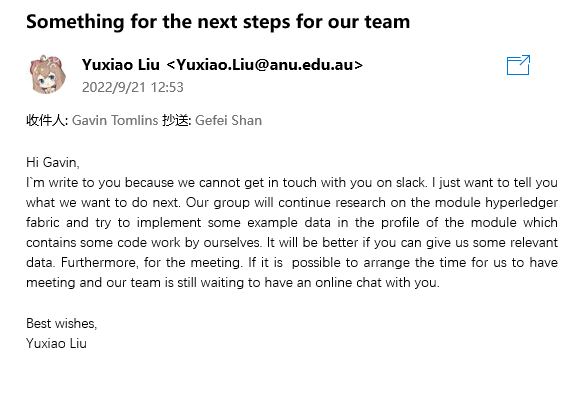 Something for the next steps for our team
Yuxiao Liu <Yuxiao.Liu@anu.edu.au>
2022/9/21 12:53
收件人: Gavin Tomlins 抄送: Gefei Shan
Hi Gavin,
I`m write to you because we cannot get in touch with you on slack. I just want to tell you
what we want to do next. Our group will continue research on the module hyperledger
fabric and try to implement some example data in the profile of the module which
contains some code work by ourselves. It will be better if you can give us some relevant
data. Furthermore, for the meeting. If it is  possible to arrange the time for us to have
meeting and our team is still waiting to have an online chat with you.
Best wishes,
Yuxiao Liu